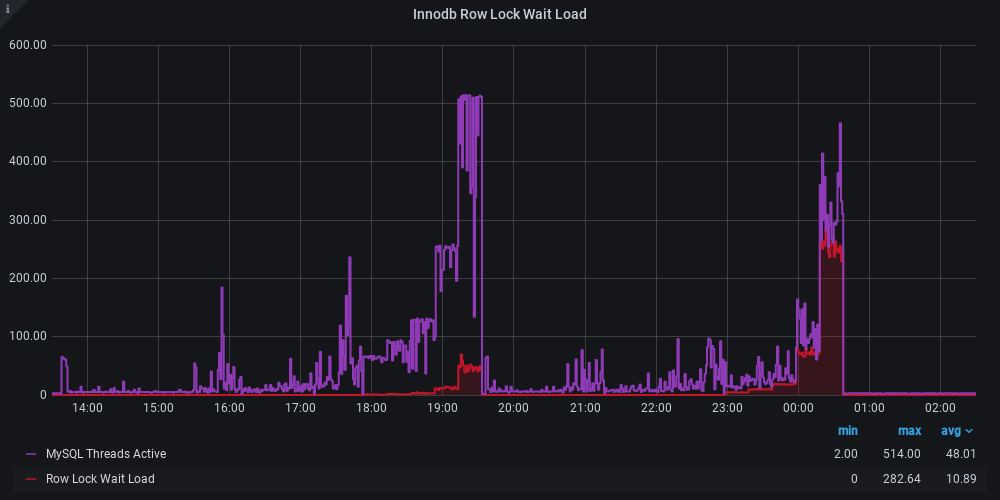 i
Innodb Row Lock Wait Load
600.00
500.00
400.00
300.00
200.00
100.00
0
14:00 15:00 16:00 17:00 18:00 19:00 20:00 21:00 22:00 23:00 00:00 01:00 02:00
min max avg
MySQL Threads Active 2.00 514.00 48.01
Row Lock Wait Load 0 282.64 10.89